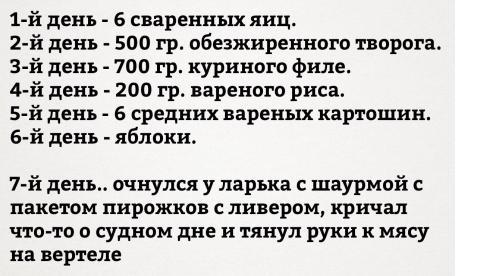 1-й день - 6 сваренных яиц.
2-й день - 500 гр. обезжиренного творога.
3-й день - 700 гр. куриного филе.
4-й день - 200 гр. вареного риса.
5-й день - 6 средних вареных картошин.
6-й день - яблоки.
7-й день.. очнулся у ларька с шаурмой с
пакетом пирожков с ливером, кричал
что-то о судном дне и тянул руки к мясу
на вертеле